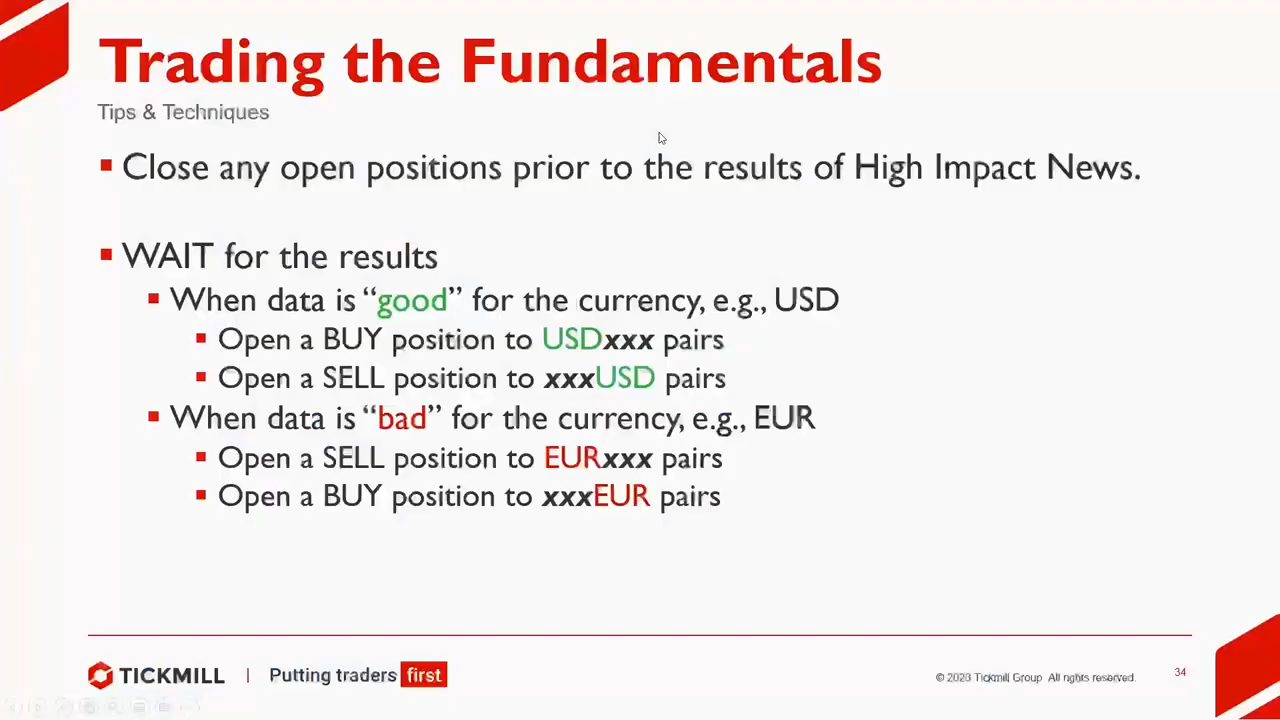 Trading the Fundamentals
Tips & Techniques
Close any open positions prior to the results of High Impact News.
WAIT for the results
When data is “good” for the currency, e.g., USD
Open a BUY position to USDxxx pairs
Open a SELL position to xxxUSD pairs
When data is “bad” for the currency, e.g., EUR
Open a SELL position to EURxxx pairs
Open a BUY position to xxxEUR pairs
TICKMILL | Putting traders first
© 2023 Tickmill Group All rights reserved.
34